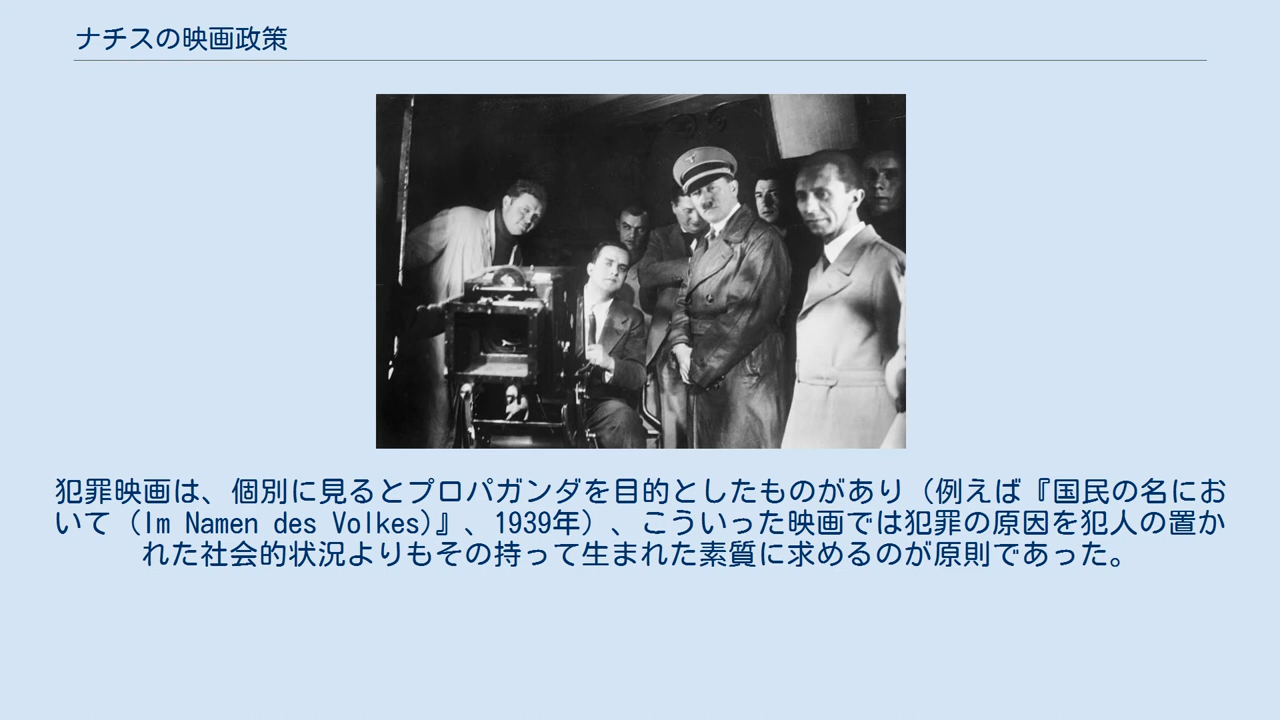 ナチスの映画政策
犯罪映画は、個別に見るとプロパガンダを目的としたものがあり（例えば『国民の名にお
いて（Im Namen des Volkes)』、1939年）、こういった映画では犯罪の原因を犯人の置か
れた社会的状況よりもその持って生まれた素質に求めるのが原則であった。